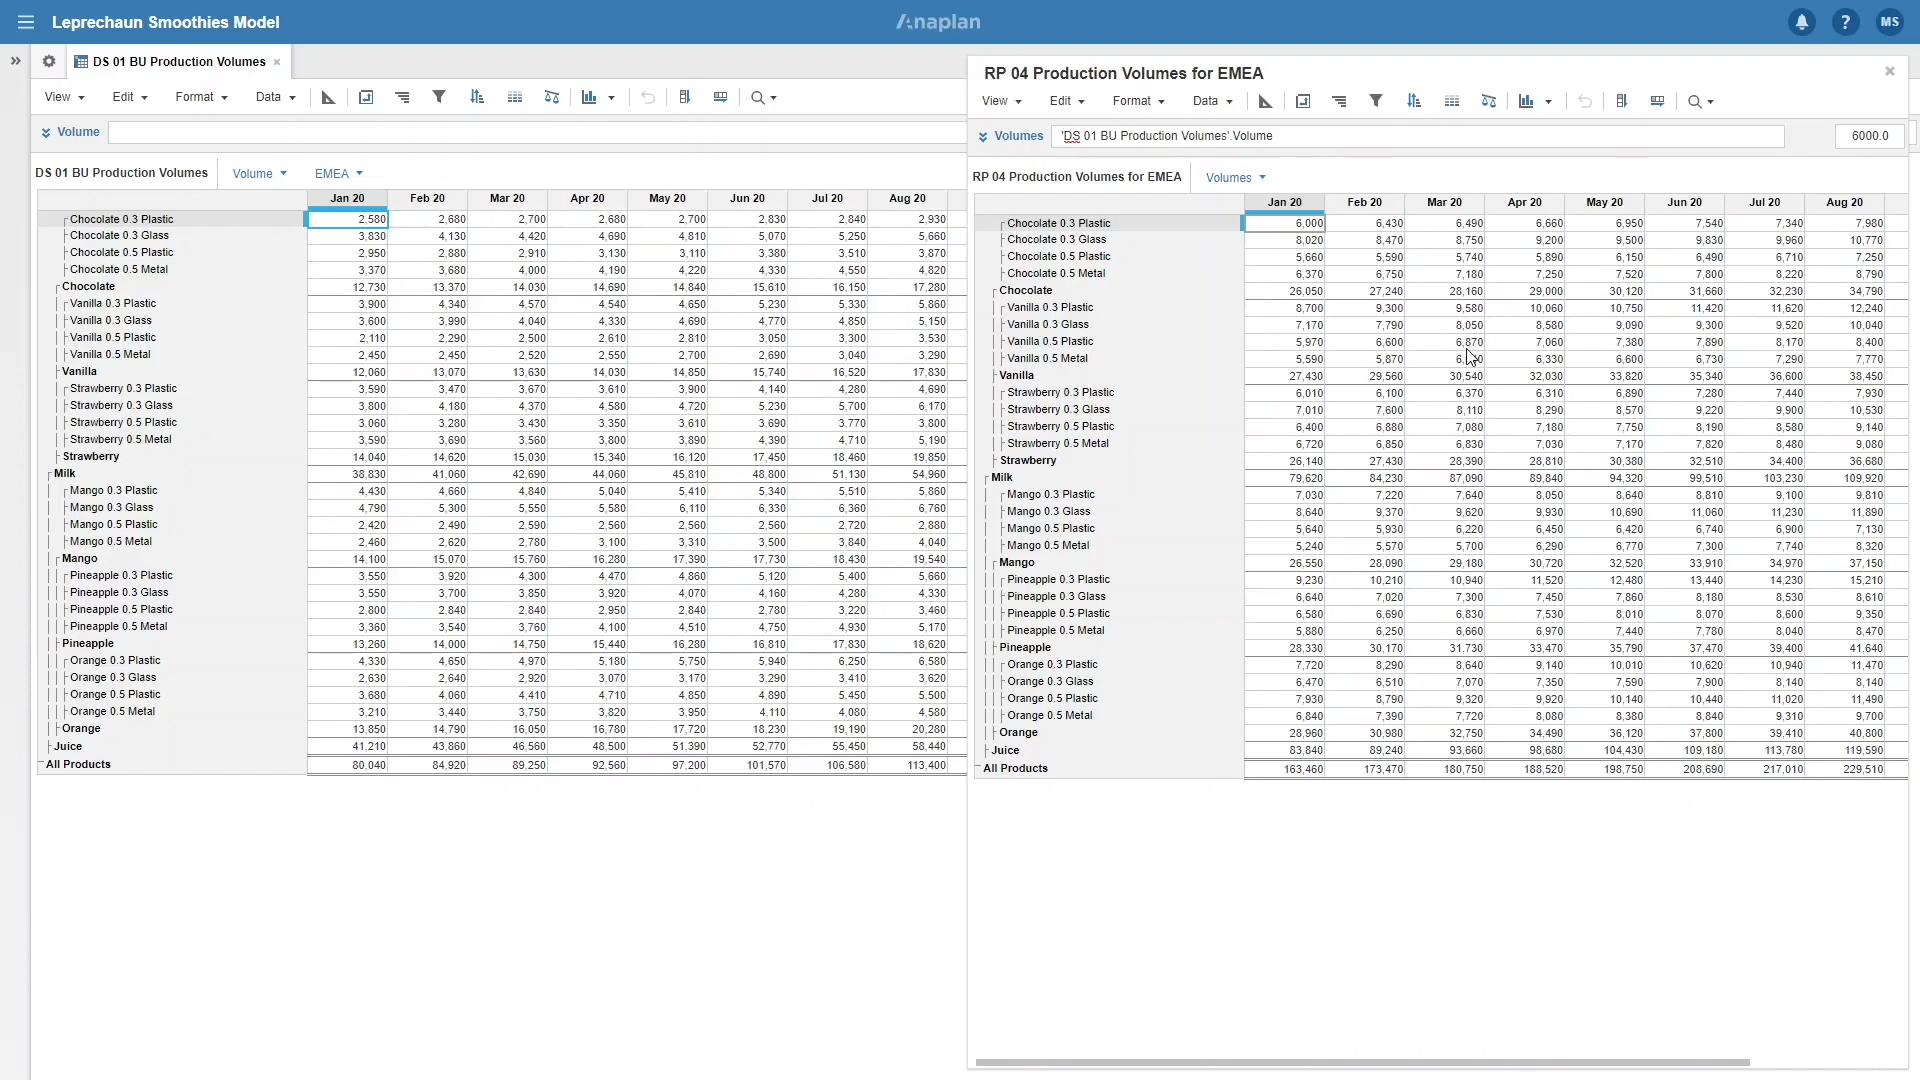 Leprechaun Smoothies Model
Anaplan
? MS
DS 01 BU Production Volumes
View Edit Format Data
Volume
DS 01 BU Production Volumes Volume EMEA
Jan 20 Feb 20 Mar 20 Apr 20 May 20 Jun 20 Jul 20 Aug 20
Chocolate 0.3 Plastic 2,580 2,680 2,700 2,680 2,700 2,830 2,840 2,930
Chocolate 0.3 Glass 3,830 4,130 4,420 4,690 4,810 5,070 5,250 5,660
Chocolate 0.5 Plastic 2,950 2,880 2,910 3,130 3,110 3,380 3,510 3,870
Chocolate 0.5 Metal 3,370 3,680 4,000 4,190 4,220 4,330 4,550 4,820
Chocolate 12,730 13,370 14,030 14,690 14,840 15,610 16,150 17,280
Vanilla 0.3 Plastic 3,900 4,340 4,570 4,540 4,650 5,230 5,330 5,860
Vanilla 0.3 Glass 3,600 3,990 4,040 4,330 4,690 4,770 4,850 5,150
Vanilla 0.5 Plastic 2,110 2,290 2,500 2,610 2,810 3,050 3,300 3,530
Vanilla 0.5 Metal 2,450 2,450 2,520 2,550 2,700 2,690 3,040 3,290
Vanilla 12,060 13,070 13,630 14,030 14,850 15,740 16,520 17,830
Strawberry 0.3 Plastic 3,590 3,470 3,670 3,610 3,900 4,140 4,280 4,690
Strawberry 0.3 Glass 3,800 4,180 4,370 4,580 4,720 5,230 5,700 6,170
Strawberry 0.5 Plastic 3,060 3,280 3,430 3,350 3,610 3,690 3,770 3,800
Strawberry 0.5 Metal 3,590 3,690 3,560 3,800 3,890 4,390 4,710 5,190
Strawberry 14,040 14,620 15,030 15,340 16,120 17,450 18,460 19,850
Milk 38,830 41,060 42,690 44,060 45,810 48,800 51,130 54,960
Mango 0.3 Plastic 4,430 4,660 4,840 5,040 5,410 5,340 5,510 5,860
Mango 0.3 Glass 4,790 5,300 5,550 5,580 6,110 6,330 6,360 6,760
Mango 0.5 Plastic 2,420 2,490 2,590 2,560 2,560 2,560 2,720 2,880
Mango 0.5 Metal 2,460 2,620 2,780 3,100 3,310 3,500 3,840 4,040
Mango 14,100 15,070 15,760 16,280 17,390 17,730 18,430 19,540
Pineapple 0.3 Plastic 3,550 3,920 4,300 4,470 4,860 5,120 5,400 5,660
Pineapple 0.3 Glass 3,550 3,700 3,850 3,920 4,070 4,160 4,280 4,330
Pineapple 0.5 Plastic 2,800 2,840 2,840 2,950 2,840 2,780 3,220 3,460
Pineapple 0.5 Metal 3,360 3,540 3,760 4,100 4,510 4,750 4,930 5,170
Pineapple 13,260 14,000 14,750 15,440 16,280 16,810 17,830 18,620
Orange 0.3 Plastic 4,330 4,650 4,970 5,180 5,750 5,940 6,250 6,580
Orange 0.3 Glass 2,630 2,640 2,920 3,070 3,170 3,290 3,410 3,620
Orange 0.5 Plastic 3,680 4,060 4,410 4,710 4,850 4,890 5,450 5,500
Orange 0.5 Metal 3,210 3,440 3,750 3,820 3,950 4,110 4,080 4,580
Orange 13,850 14,790 16,050 16,780 17,720 18,230 19,190 20,280
Juice 41,210 43,860 46,560 48,500 51,390 52,770 55,450 58,440
All Products 80,040 84,920 89,250 92,560 97,200 101,570 106,580 113,400
RP 04 Production Volumes for EMEA
View Edit Format Data
Volumes 'DS 01 BU Production Volumes'.Volume 6000.0
RP 04 Production Volumes for EMEA Volumes
Jan 20 Feb 20 Mar 20 Apr 20 May 20 Jun 20 Jul 20 Aug 20
Chocolate 0.3 Plastic 6,000 6,430 6,490 6,660 6,950 7,540 7,340 7,980
Chocolate 0.3 Glass 8,020 8,470 8,750 9,200 9,500 9,830 9,960 10,770
Chocolate 0.5 Plastic 5,660 5,590 5,740 5,890 6,150 6,490 6,710 7,250
Chocolate 0.5 Metal 6,370 6,750 7,180 7,250 7,520 7,800 8,220 8,790
Chocolate 26,050 27,240 28,160 29,000 30,120 31,660 32,230 34,790
Vanilla 0.3 Plastic 8,700 9,300 9,580 10,060 10,750 11,420 11,620 12,240
Vanilla 0.3 Glass 7,170 7,790 8,050 8,580 9,090 9,300 9,520 10,040
Vanilla 0.5 Plastic 5,970 6,600 6,870 7,060 7,380 7,890 8,170 8,400
Vanilla 0.5 Metal 5,590 5,870 6,330 6,600 6,730 7,290 7,770
Vanilla 27,430 29,560 30,540 32,030 33,820 35,340 36,600 38,450
Strawberry 0.3 Plastic 6,010 6,100 6,370 6,310 6,890 7,280 7,440 7,930
Strawberry 0.3 Glass 7,010 7,600 8,110 8,290 8,570 9,220 9,900 10,530
Strawberry 0.5 Plastic 6,400 6,880 7,080 7,180 7,750 8,190 8,580 9,140
Strawberry 0.5 Metal 6,720 6,850 6,830 7,030 7,170 7,820 8,480 9,080
Strawberry 26,140 27,430 28,390 28,810 30,380 32,510 34,400 36,680
Milk 79,620 84,230 87,090 89,840 94,320 99,510 103,230 109,920
Mango 0.3 Plastic 7,030 7,220 7,640 8,050 8,640 8,810 9,100 9,810
Mango 0.3 Glass 8,640 9,370 9,620 9,930 10,690 11,060 11,230 11,890
Mango 0.5 Plastic 5,640 5,930 6,220 6,450 6,420 6,740 6,900 7,130
Mango 0.5 Metal 5,240 5,570 5,700 6,290 6,770 7,300 7,740 8,320
Mango 26,550 28,090 29,180 30,720 32,520 33,910 34,970 37,150
Pineapple 0.3 Plastic 9,230 10,210 10,940 11,520 12,480 13,440 14,230 15,210
Pineapple 0.3 Glass 6,640 7,020 7,300 7,450 7,860 8,180 8,530 8,610
Pineapple 0.5 Plastic 6,580 6,690 6,830 7,530 8,010 8,070 8,600 9,350
Pineapple 0.5 Metal 5,880 6,250 6,660 6,970 7,440 7,780 8,040 8,470
Pineapple 28,330 30,170 31,730 33,470 35,790 37,470 39,400 41,640
Orange 0.3 Plastic 7,720 8,290 8,640 9,140 10,010 10,620 10,940 11,470
Orange 0.3 Glass 6,470 6,510 7,070 7,350 7,590 7,900 8,140 8,140
Orange 0.5 Plastic 7,930 8,790 9,320 9,920 10,140 10,440 11,020 11,490
Orange 0.5 Metal 6,840 7,390 7,720 8,080 8,380 8,840 9,310 9,700
Orange 28,960 30,980 32,750 34,490 36,120 37,800 39,410 40,800
Juice 83,840 89,240 93,660 98,680 104,430 109,180 113,780 119,590
All Products 163,460 173,470 180,750 188,520 198,750 208,690 217,010 229,510